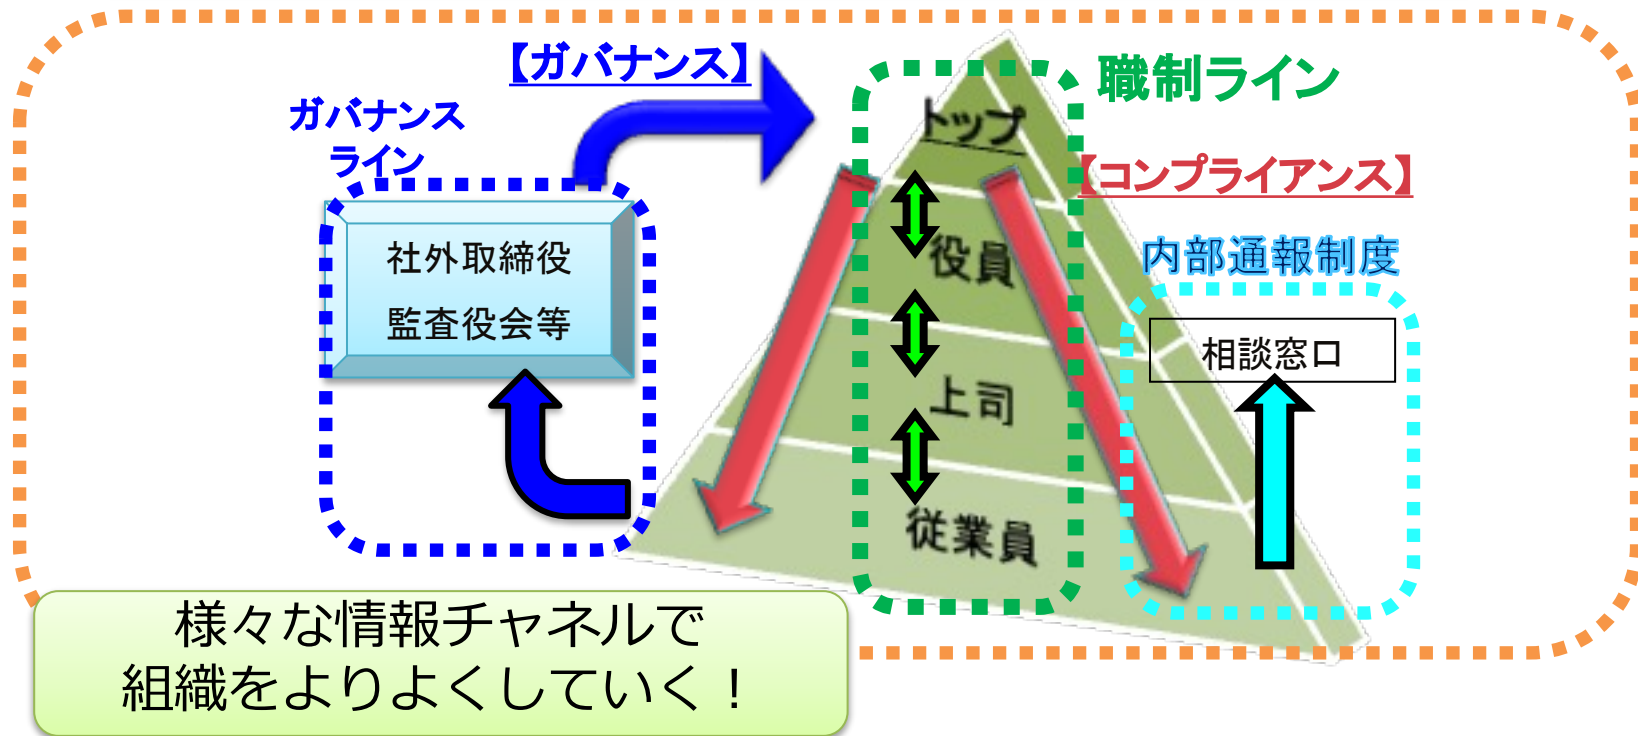 【ガバナンス】
ガバナンス
ライン
社外取締役
監査役会等
職制ライン
トップ
役員
上司
従業員
【コンプライアンス】
内部通報制度
相談窓口
様々な情報チャネルで
組織をよりよくしていく！